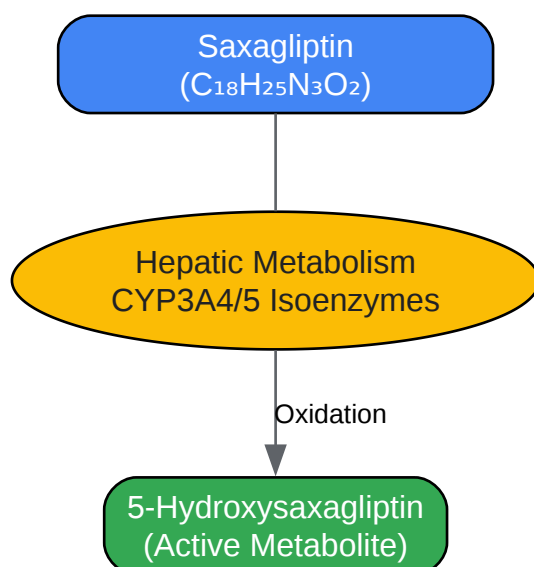 Saxagliptin
(C₁₈H₂₅N₃O₂)
Hepatic Metabolism
CYP3A4/5 Isoenzymes
Oxidation
5-Hydroxysaxagliptin
(Active Metabolite)